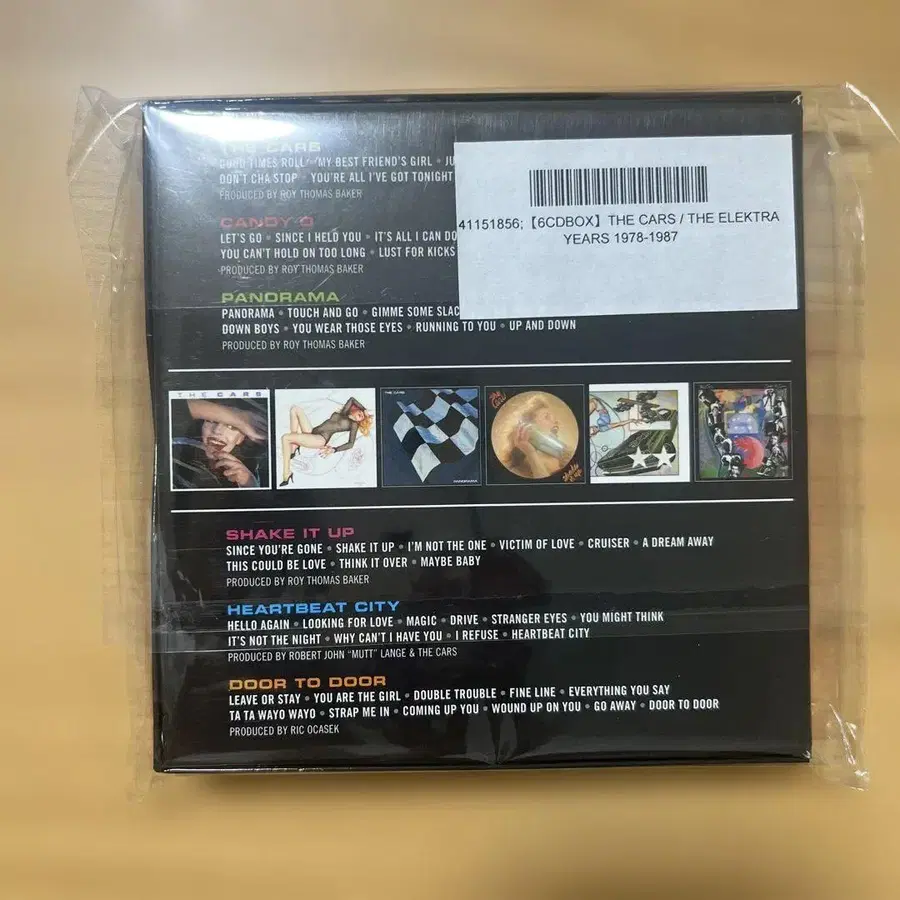 THE CARS
GOOD TIMES ROLL • MY BEST FRIEND'S GIRL • JU
DON'T CHA STOP • YOU'RE ALL I'VE GOT TONIGHT
PRODUCED BY ROY THOMAS BAKER
41151856;【6CDBOX】THE CARS / THE ELEKTRA
YEARS 1978-1987
CANDY-O
LET'S GO • SINCE I HELD YOU • IT'S ALL I CAN DO
YOU CAN'T HOLD ON TOO LONG • LUST FOR KICKS
PRODUCED BY ROY THOMAS BAKER
PANORAMA
PANORAMA • TOUCH AND GO • GIMME SOME SLAC
DOWN BOYS • YOU WEAR THOSE EYES • RUNNING TO YOU • UP AND DOWN
PRODUCED BY ROY THOMAS BAKER
THE CARS
THE CARS
PANORAMA
SHAKE IT UP
SINCE YOU'RE GONE • SHAKE IT UP • I'M NOT THE ONE • VICTIM OF LOVE • CRUISER • A DREAM AWAY
THIS COULD BE LOVE • THINK IT OVER • MAYBE BABY
PRODUCED BY ROY THOMAS BAKER
HEARTBEAT CITY
HELLO AGAIN • LOOKING FOR LOVE • MAGIC • DRIVE • STRANGER EYES • YOU MIGHT THINK
IT'S NOT THE NIGHT • WHY CAN'T I HAVE YOU • I REFUSE • HEARTBEAT CITY
PRODUCED BY ROBERT JOHN "MUTT" LANGE & THE CARS
DOOR TO DOOR
LEAVE OR STAY • YOU ARE THE GIRL • DOUBLE TROUBLE • FINE LINE • EVERYTHING YOU SAY
TA TA WAYO WAYO • STRAP ME IN • COMING UP YOU • WOUND UP ON YOU • GO AWAY • DOOR TO DOOR
PRODUCED BY RIC OCASEK